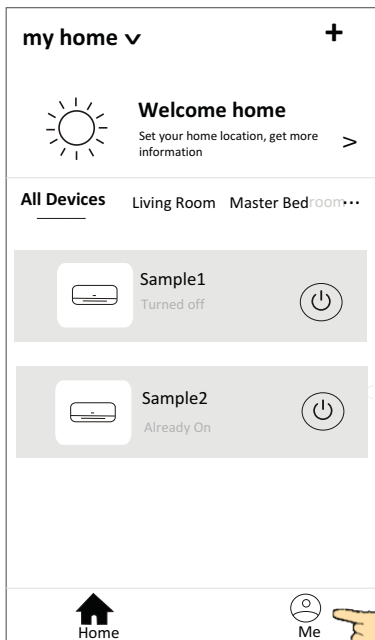 my home
+
Welcome home
Set your home location, get more
information
>
All Devices Living Room Master Bedroom ...
Sample1
Turned off
Sample2
Already On
Home Me